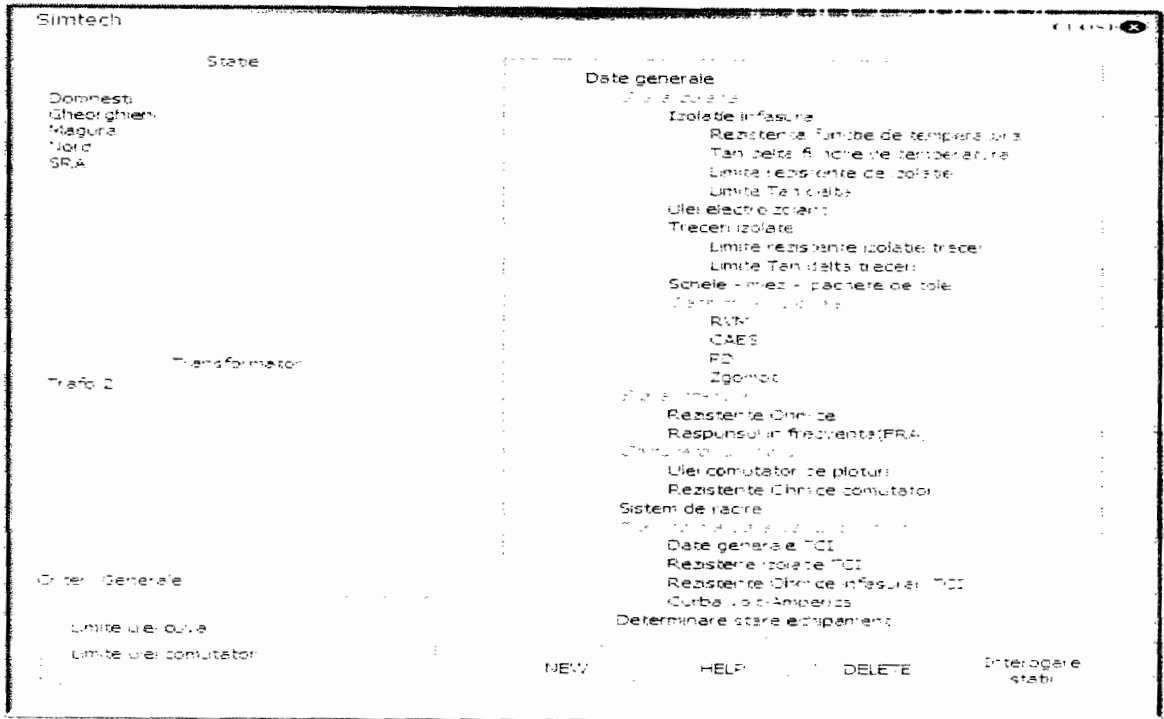 Simtech
CLOSE
Statie
Domnesti
Gheorghieni
Magura
Nord
SRA
Transformator
Trafo 2
Criterii Generale
Limite ulei cuva
Limite ulei comutator
Date generale
Izolatie infasurari
Rezistenta functie de temperatura
Tan delta functie de temperatura
Limite rezistente de izolatie
Limite Tan delta
Ulei electroizolant
Treceri izolate
Limite rezistente izolatie treceri
Limite Tan delta treceri
Schele - miez - pachete de tole
RVM
CAES
PD
Zgomot
Rezistente Ohmice
Raspunsul in frecventa(FRA)
Ulei comutator de ploturi
Rezistente Ohmice comutator
Sistem de racire
Date generale TCI
Rezistente izolatie TCI
Rezistente Ohmice infasurari TCI
Curba Volt-Amperica
Determinare stare echipament
NEW
HELP
DELETE
Interogare
statii